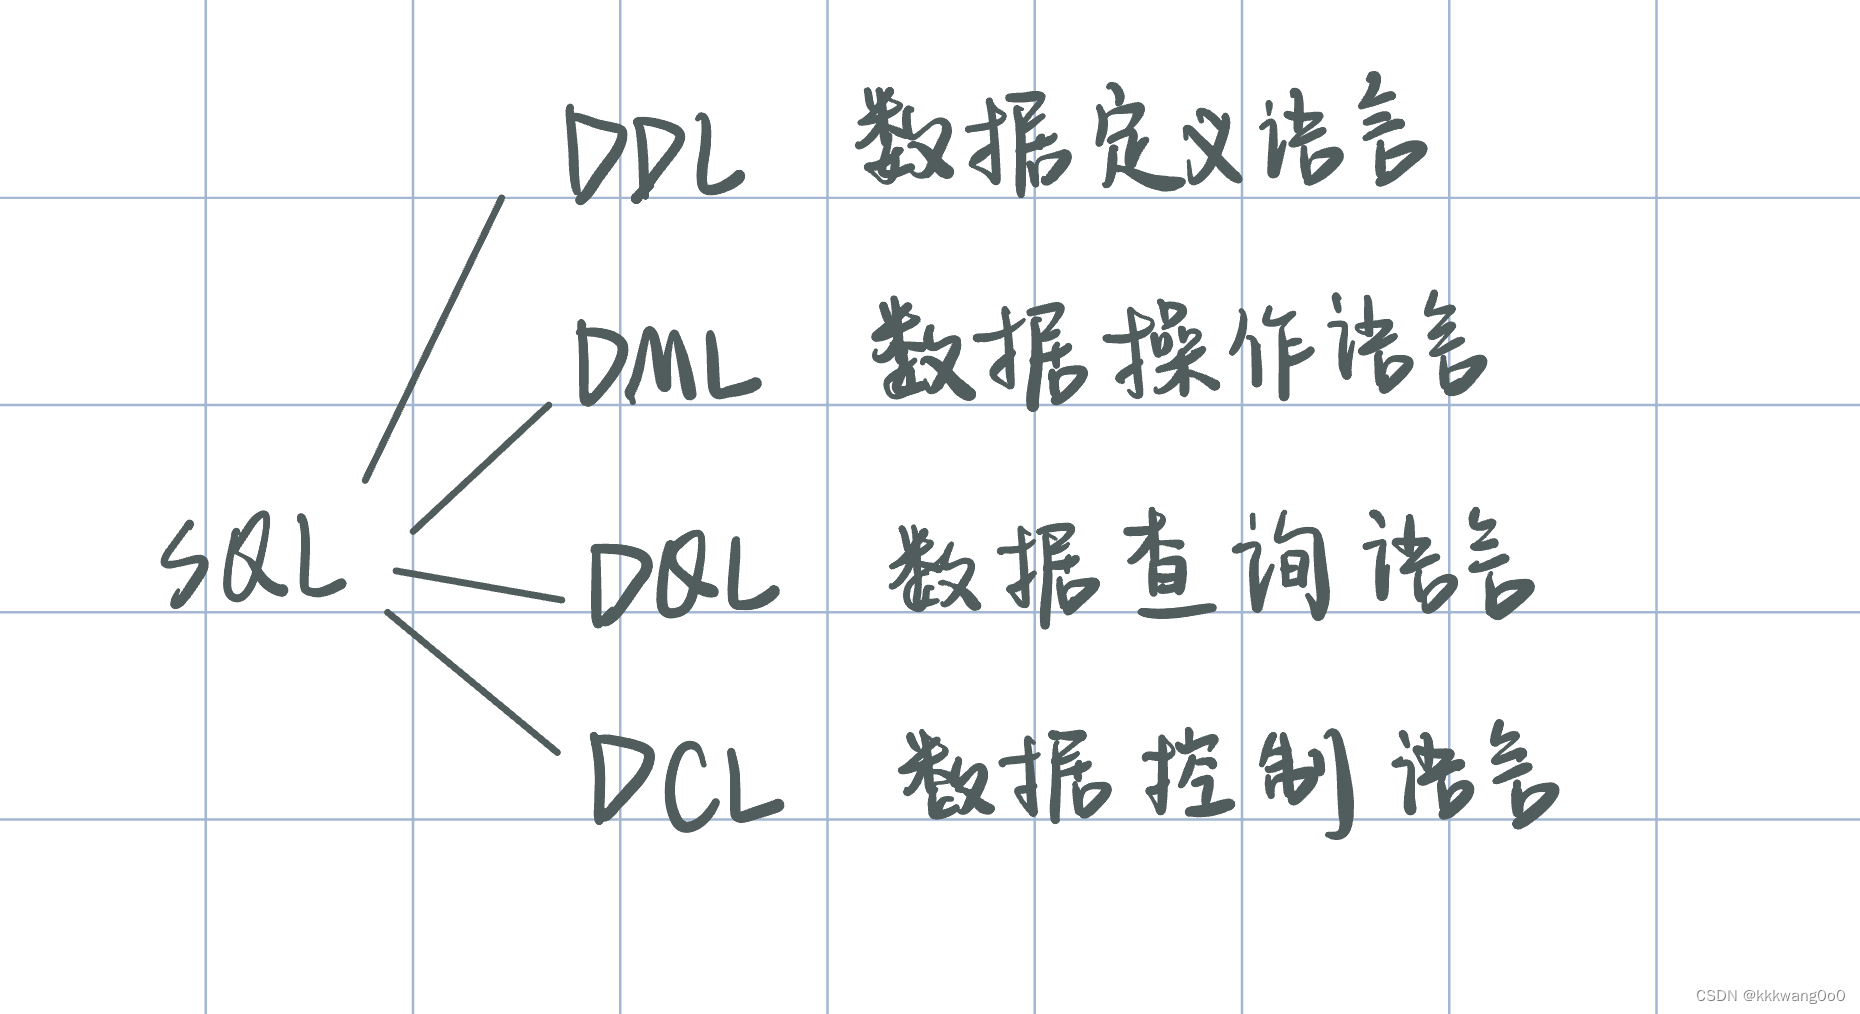 DDL 数据定义语言
DML 数据操作语言
SQL
DQL 数据查询语言
DCL 数据控制语言
CSDN @kkkwang0o0